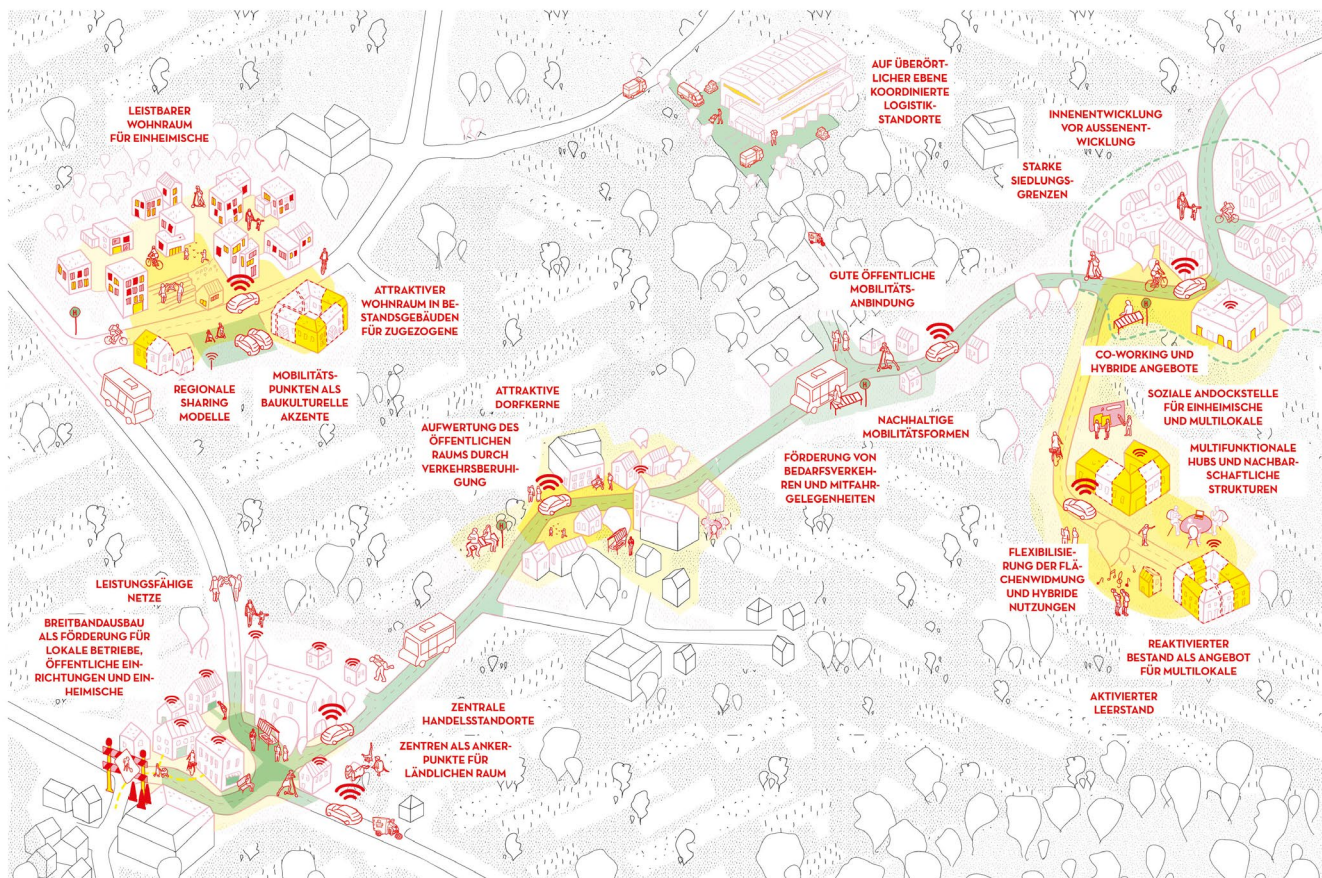 LEISTBARER
WOHNRAUM
FÜR EINHEIMISCHE
AUF ÜBERÖRT-
LICHER EBENE
KOORDINIERTE
LOGISTIK-
STANDORTE
INNENENTWICKLUNG
VOR AUSSENENT-
WICKLUNG
STARKE
SIEDLUNGS-
GRENZEN
ATTRAKTIVER
WOHNRAUM IN BE-
STANDSGEBÄUDEN
FÜR ZUGEZOGENE
GUTE ÖFFENTLICHE
MOBILITÄTS-
ANBINDUNG
REGIONALE
SHARING
MODELLE
MOBILITÄTS-
PUNKTEN ALS
BAUKULTURELLE
AKZENTE
CO-WORKING UND
HYBRIDE ANGEBOTE
ATTRAKTIVE
DORFKERNE
AUFWERTUNG DES
ÖFFENTLICHEN
RAUMS DURCH
VERKEHRSBERUHI-
GUNG
NACHHALTIGE
MOBILITÄTSFORMEN
FÖRDERUNG VON
BEDARFSVERKEH-
REN UND MITFAHR-
GELEGENHEITEN
SOZIALE ANDOCKSTELLE
FÜR EINHEIMISCHE
UND MULTILOKALE
MULTIFUNKTIONALE
HUBS UND NACHBAR-
SCHAFTLICHE
STRUKTUREN
FLEXIBILISIE-
RUNG DER FLÄ-
CHENWIDMUNG
UND HYBRIDE
NUTZUNGEN
LEISTUNGSFÄHIGE
NETZE
BREITBANDAUSBAU
ALS FÖRDERUNG FÜR
LOKALE BETRIEBE,
ÖFFENTLICHE EIN-
RICHTUNGEN UND EIN-
HEIMISCHE
REAKTIVIERTER
BESTAND ALS ANGEBOT
FÜR MULTILOKALE
AKTIVIERTER
LEERSTAND
ZENTRALE
HANDELSSTANDORTE
ZENTREN ALS ANKER-
PUNKTE FÜR
LÄNDLICHEN RAUM